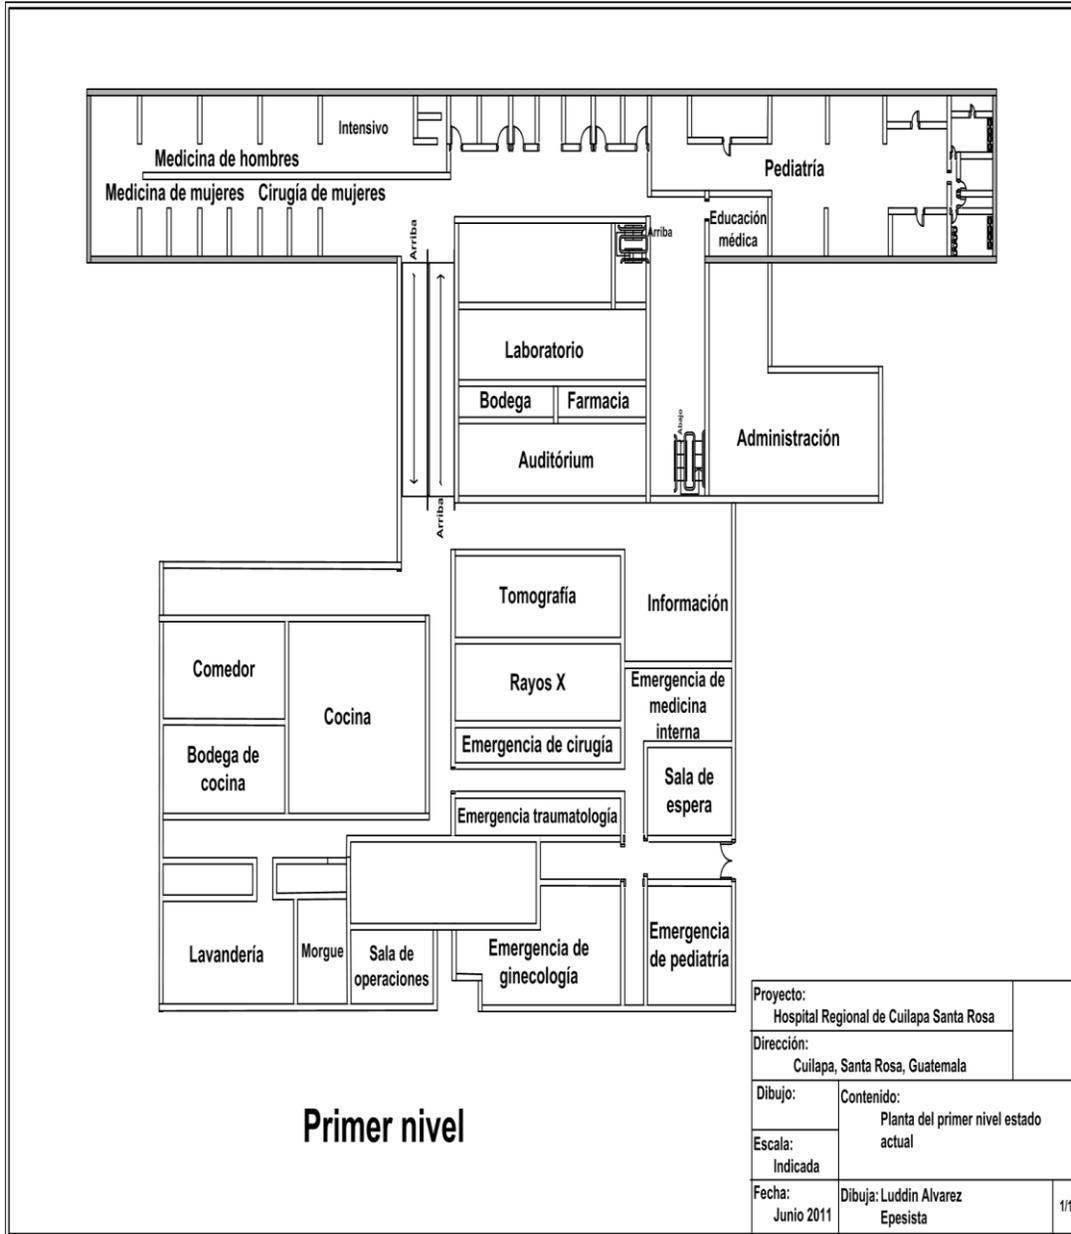 Intensivo
Medicina de hombres
Medicina de mujeres
Cirugía de mujeres
Pediatría
Educación
médica
Arriba
Arriba
Laboratorio
Bodega
Farmacia
Auditórium
Abajo
Administración
Arriba
Tomografía
Información
Comedor
Cocina
Rayos X
Emergencia de
medicina
interna
Emergencia de cirugía
Bodega de
cocina
Sala de
espera
Emergencia traumatología
Lavandería
Morgue
Sala de
operaciones
Emergencia de
ginecología
Emergencia
de pediatría
Primer nivel
Proyecto:
Hospital Regional de Cuilapa Santa Rosa
Dirección:
Cuilapa, Santa Rosa, Guatemala
Dibujo:
Contenido:
Planta del primer nivel estado
actual
Escala:
Indicada
Fecha:
Junio 2011
Dibuja: Luddin Alvarez
Epesista
1/1